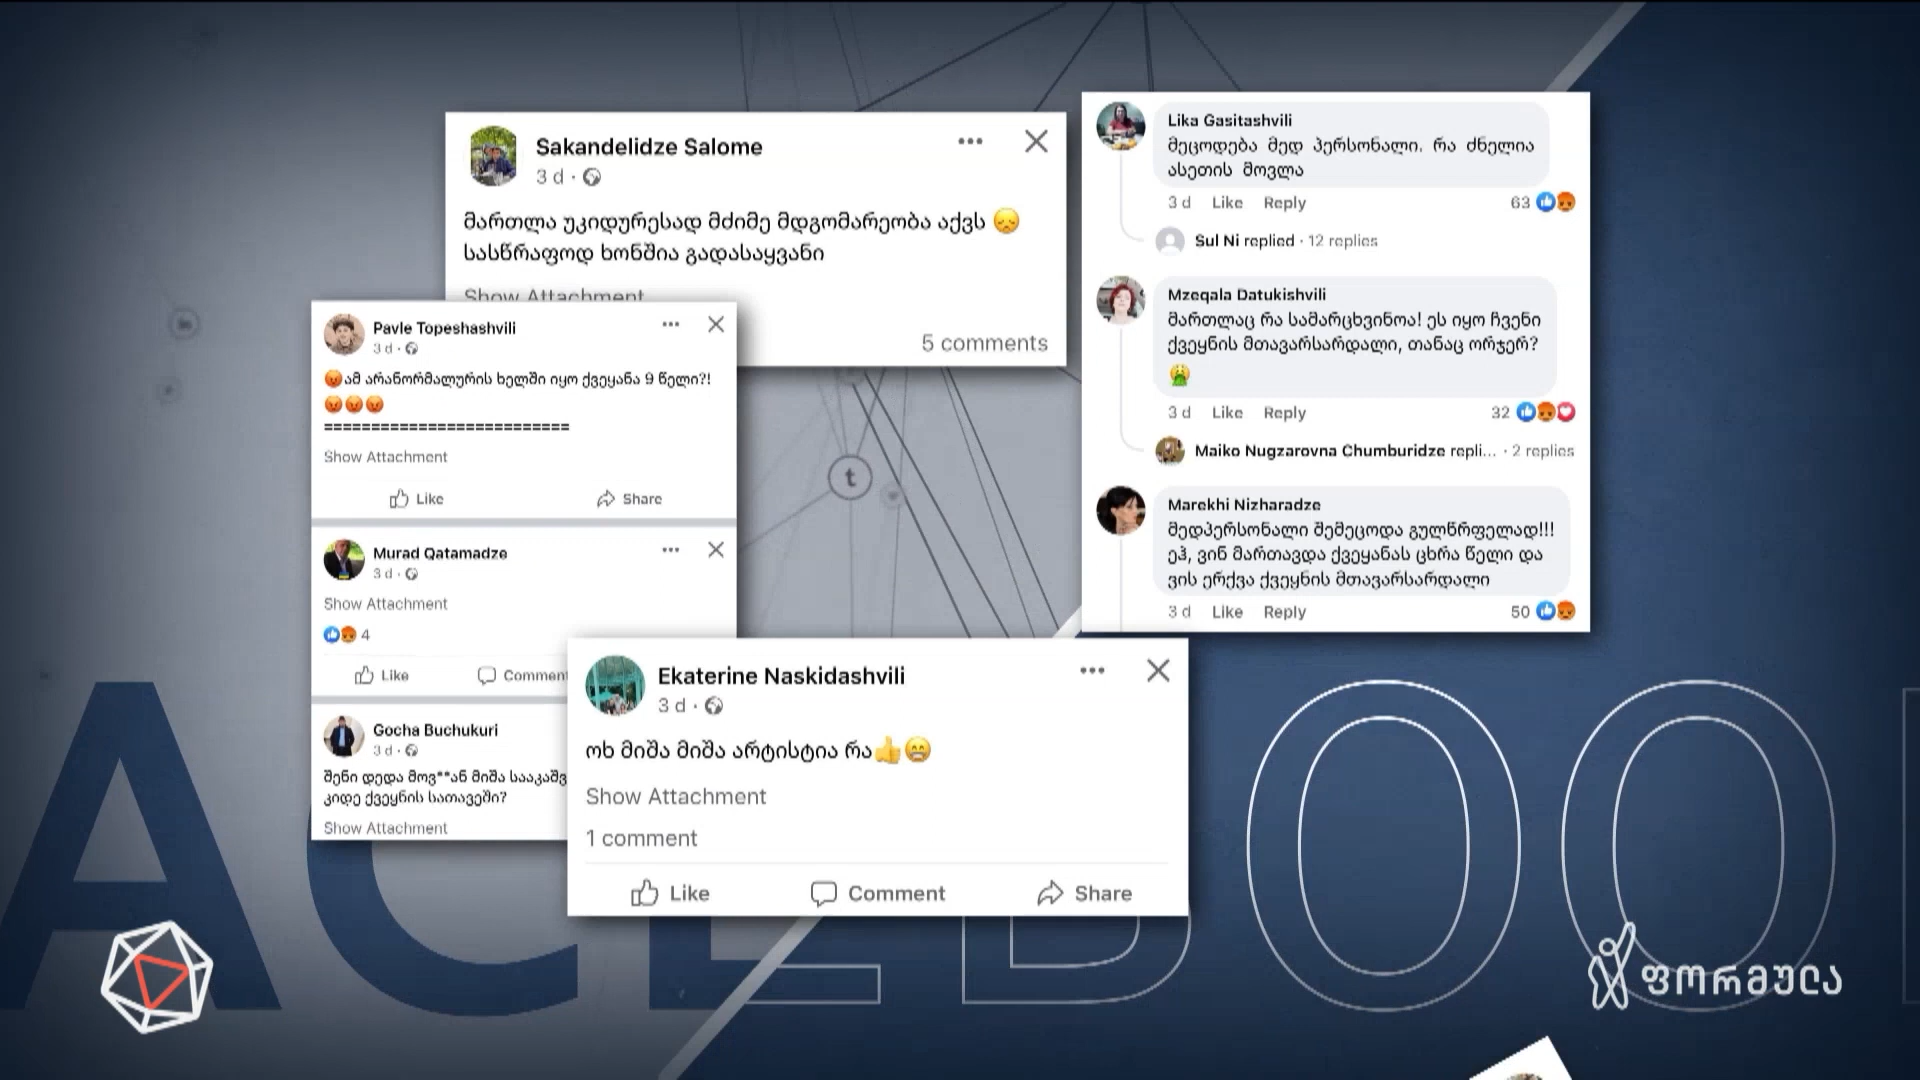 Sakandelidze Salome
3 d
მართლა უკიდურესად მძიმე მდგომარეობა აქვს 😞
სასწრაფოდ ხონშია გადასაყვანი
Show Attachment
5 comments
Pavle Topeshashvili
3 d
😡ამ არანორმალურის ხელში იყო ქვეყანა 9 წელი?!
😡😡😡
==========================
Show Attachment
Like Share
Murad Qatamadze
3 d
Show Attachment
4
Like Comment
Gocha Buchukuri
3 d
შენი დედა მოვ**ან მიშა სააკაშვ
კიდე ქვეყნის სათავეში?
Show Attachment
Ekaterine Naskidashvili
3 d
ოხ მიშა მიშა არტისტია რა👍😁
Show Attachment
1 comment
Like Comment Share
Lika Gasitashvili
მეცოდება მედ პერსონალი. რა ძნელია
ასეთის მოვლა
3 d Like Reply 63
Sul Ni replied · 12 replies
Mzeqala Datukishvili
მართლაც რა სამარცხვინოა! ეს იყო ჩვენი
ქვეყნის მთავარსარდალი, თანაც ორჯერ?
🤮
3 d Like Reply 32
Maiko Nugzarovna Chumburidze repli... · 2 replies
Marekhi Nizharadze
მედპერსონალი შემეცოდა გულწრფელად!!!
ეჰ, ვინ მართავდა ქვეყანას ცხრა წელი და
ვის ერქვა ქვეყნის მთავარსარდალი
3 d Like Reply 50
t
ACEBOO
ფორმულა